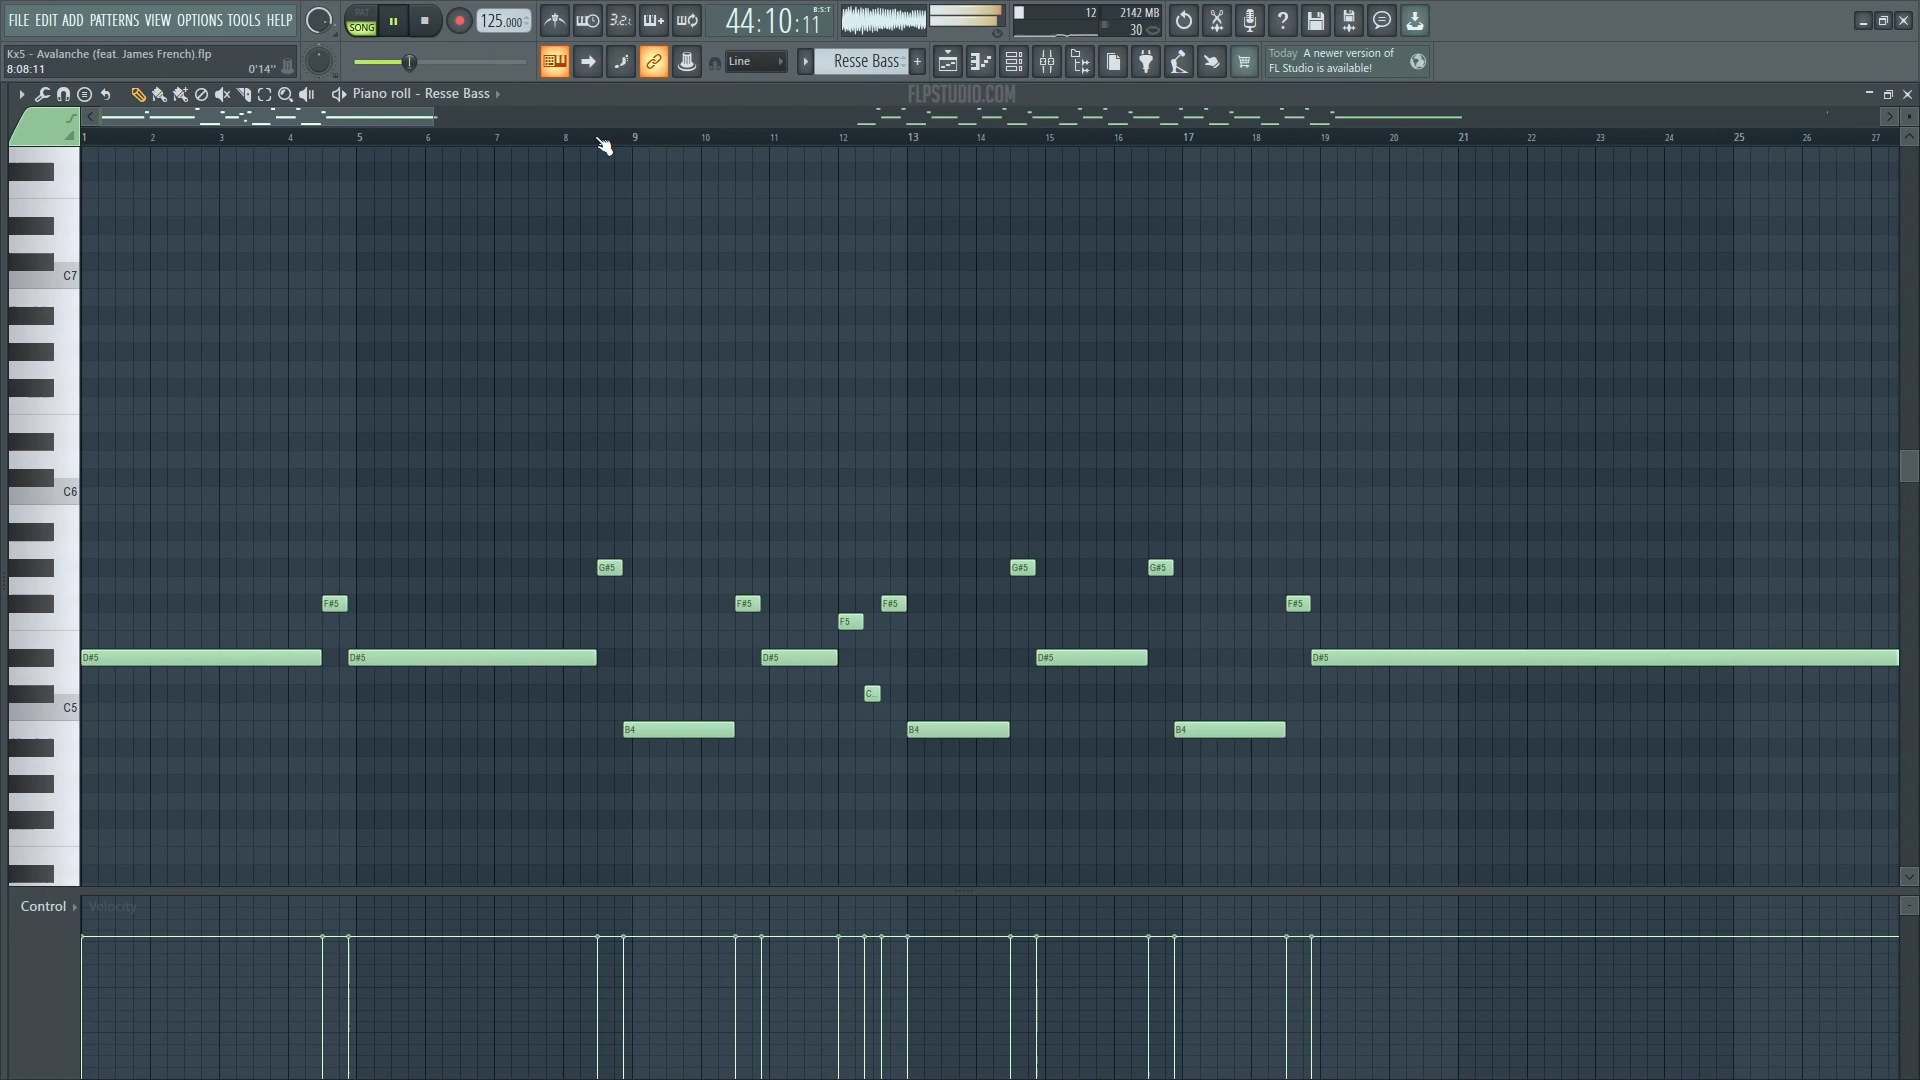 FILE EDIT ADD PATTERNS VIEW OPTIONS TOOLS HELP
PAT
SONG
125.000
3.2.
44:10:11
B:S:T
12
2142 MB
30
Kx5 - Avalanche (feat. James French).flp
8:08:11
0'14''
Line
Resse Bass
Today A newer version of
FL Studio is available!
Piano roll - Resse Bass
FLPSTUDIO.COM
1 2 3 4 5 6 7 8 9 10 11 12 13 14 15 16 17 18 19 20 21 22 23 24 25 26 27
C7
C6
G#5 G#5 G#5
F#5 F#5 F#5 F#5
F5
D#5 D#5 D#5 D#5 D#5
C...
C5
B4 B4 B4
Control
Velocity